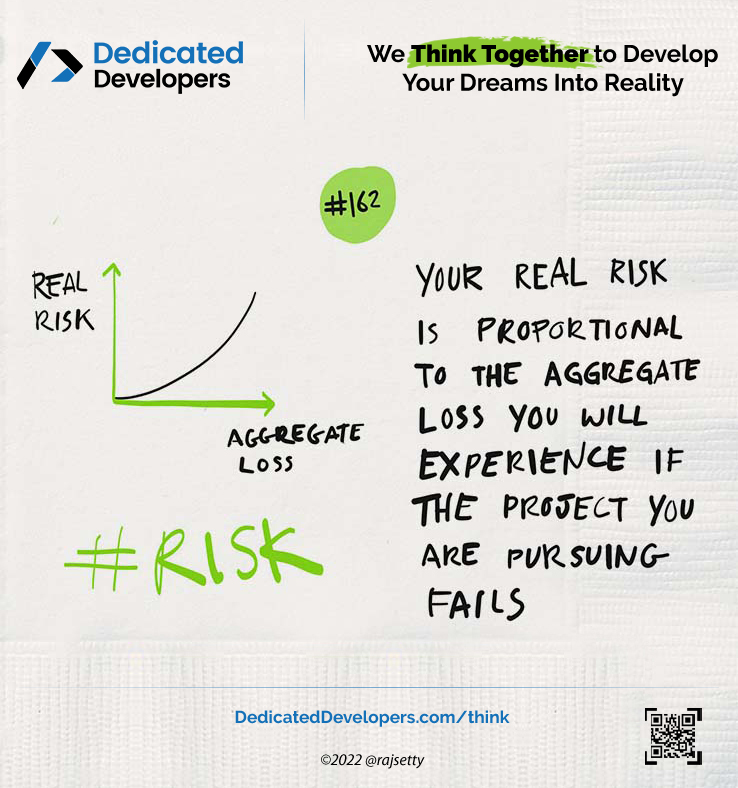 Dedicated
Developers
We Think Together to Develop
Your Dreams Into Reality
#162
REAL
RISK
AGGREGATE
LOSS
#RISK
YOUR REAL RISK
IS PROPORTIONAL
TO THE AGGREGATE
LOSS YOU WILL
EXPERIENCE IF
THE PROJECT YOU
ARE PURSUING
FAILS
DedicatedDevelopers.com/think
©2022 @rajsetty